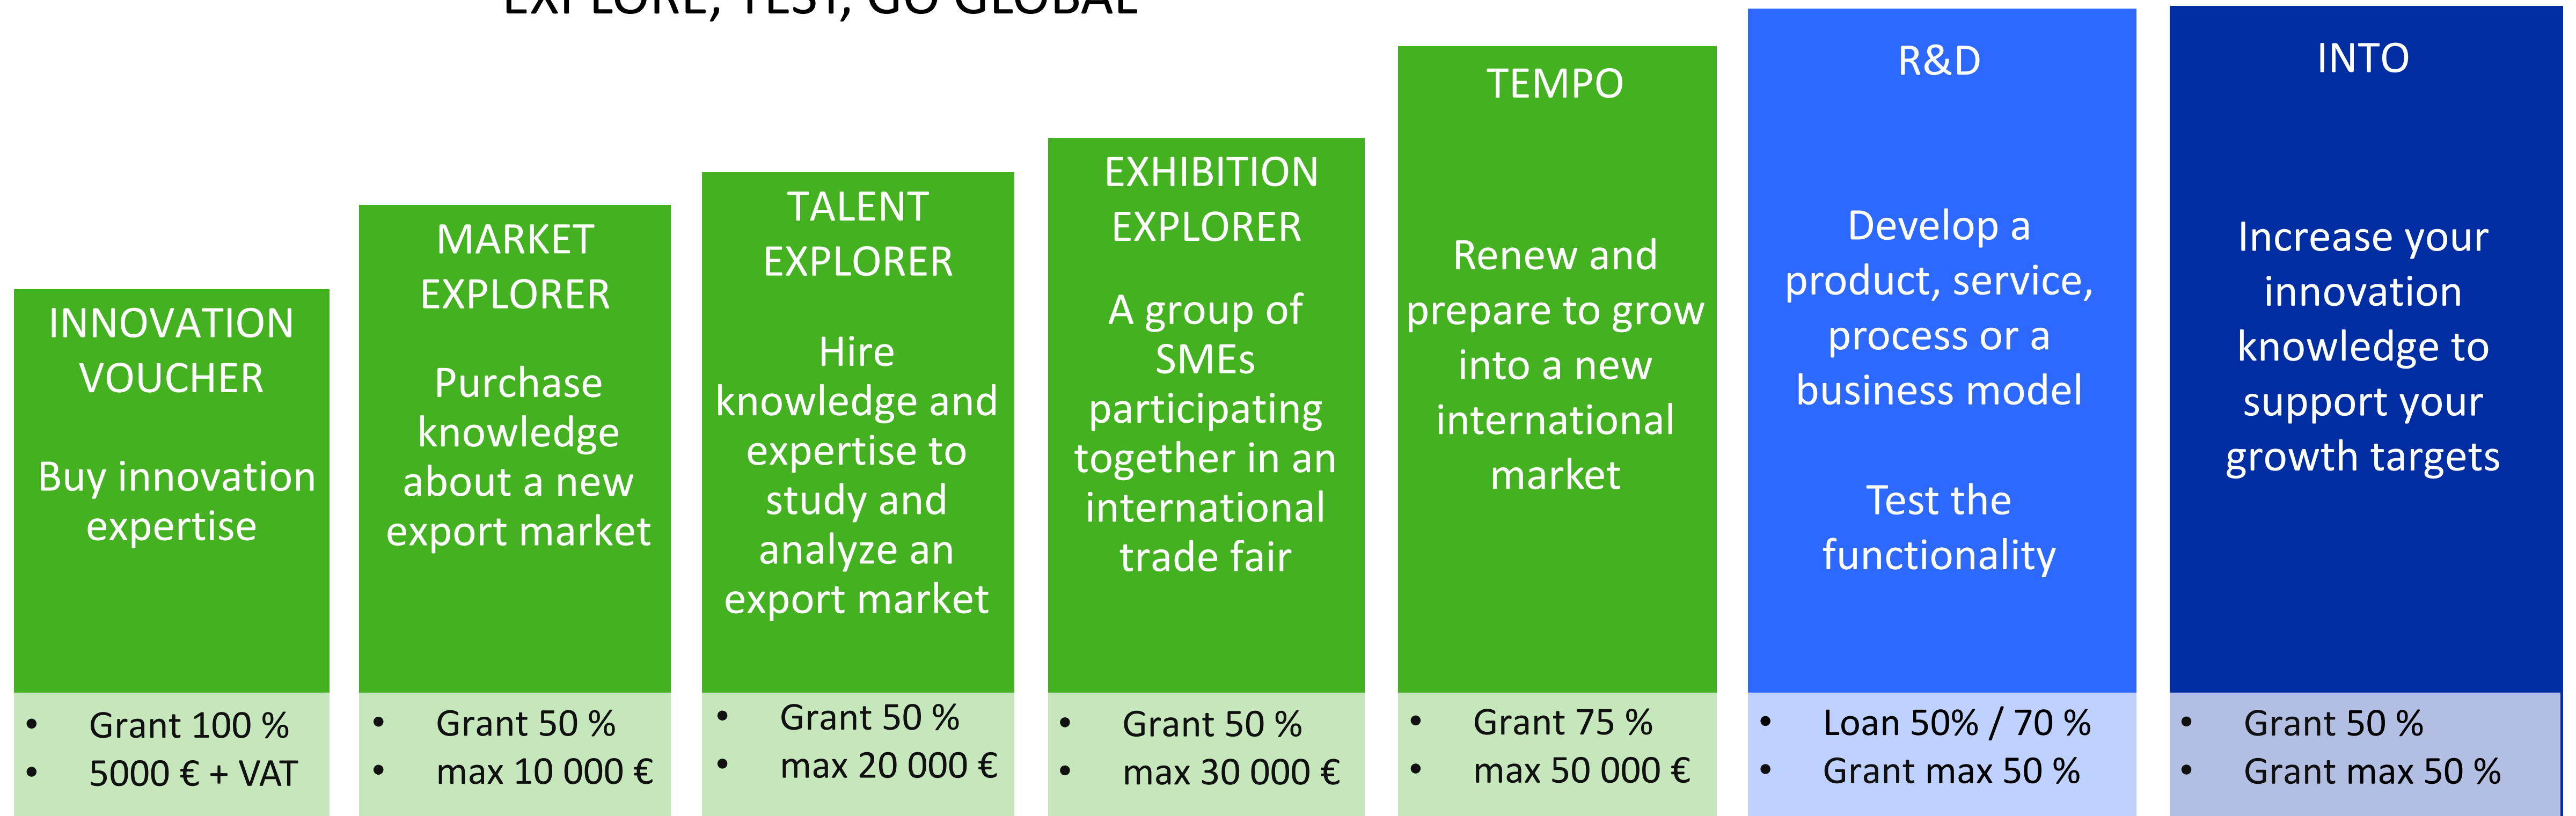 EXPLORE, TEST, GO GLOBAL
INNOVATION
VOUCHER
Buy innovation
expertise
• Grant 100 %
• 5000 € + VAT
MARKET
EXPLORER
Purchase
knowledge
about a new
export market
• Grant 50 %
• max 10 000 €
TALENT
EXPLORER
Hire
knowledge and
expertise to
study and
analyze an
export market
• Grant 50 %
• max 20 000 €
EXHIBITION
EXPLORER
A group of
SMEs
participating
together in an
international
trade fair
• Grant 50 %
• max 30 000 €
TEMPO
Renew and
prepare to grow
into a new
international
market
• Grant 75 %
• max 50 000 €
R&D
Develop a
product, service,
process or a
business model
Test the
functionality
• Loan 50% / 70 %
• Grant max 50 %
INTO
Increase your
innovation
knowledge to
support your
growth targets
• Grant 50 %
• Grant max 50 %